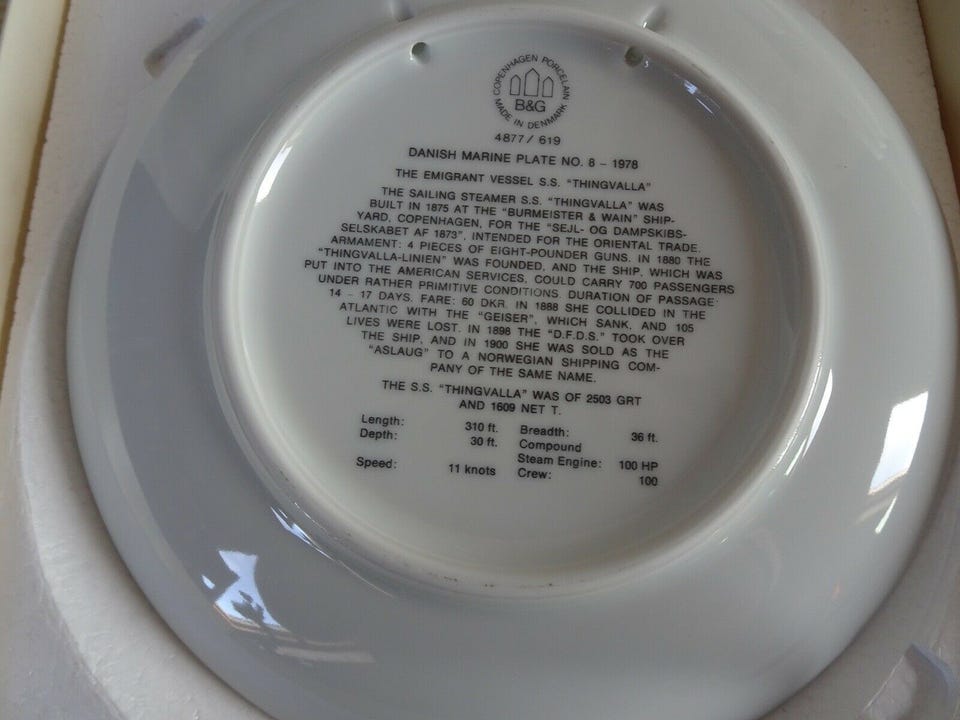 COPENHAGEN PORCELAIN
B&G
MADE IN DENMARK
4877/ 619
DANISH MARINE PLATE NO. 8 - 1978
THE EMIGRANT VESSEL S.S. "THINGVALLA"
THE SAILING STEAMER S.S. "THINGVALLA" WAS
BUILT IN 1875 AT THE "BURMEISTER & WAIN" SHIP-
YARD, COPENHAGEN, FOR THE "SEJL- OG DAMPSKIBS-
SELSKABET AF 1873", INTENDED FOR THE ORIENTAL TRADE.
ARMAMENT: 4 PIECES OF EIGHT-POUNDER GUNS. IN 1880 THE
"THINGVALLA-LINIEN" WAS FOUNDED, AND THE SHIP, WHICH WAS
PUT INTO THE AMERICAN SERVICES, COULD CARRY 700 PASSENGERS
UNDER RATHER PRIMITIVE CONDITIONS. DURATION OF PASSAGE:
14 - 17 DAYS. FARE: 60 DKR. IN 1888 SHE COLLIDED IN THE
ATLANTIC WITH THE "GEISER", WHICH SANK, AND 105
LIVES WERE LOST. IN 1898 THE "D.F.D.S." TOOK OVER
THE SHIP, AND IN 1900 SHE WAS SOLD AS THE
"ASLAUG" TO A NORWEGIAN SHIPPING COM-
PANY OF THE SAME NAME.
THE S.S. "THINGVALLA" WAS OF 2503 GRT
AND 1609 NET T.
Length: 310 ft. Breadth: 36 ft.
Depth: 30 ft. Compound
Steam Engine: 100 HP
Speed: 11 knots Crew: 100